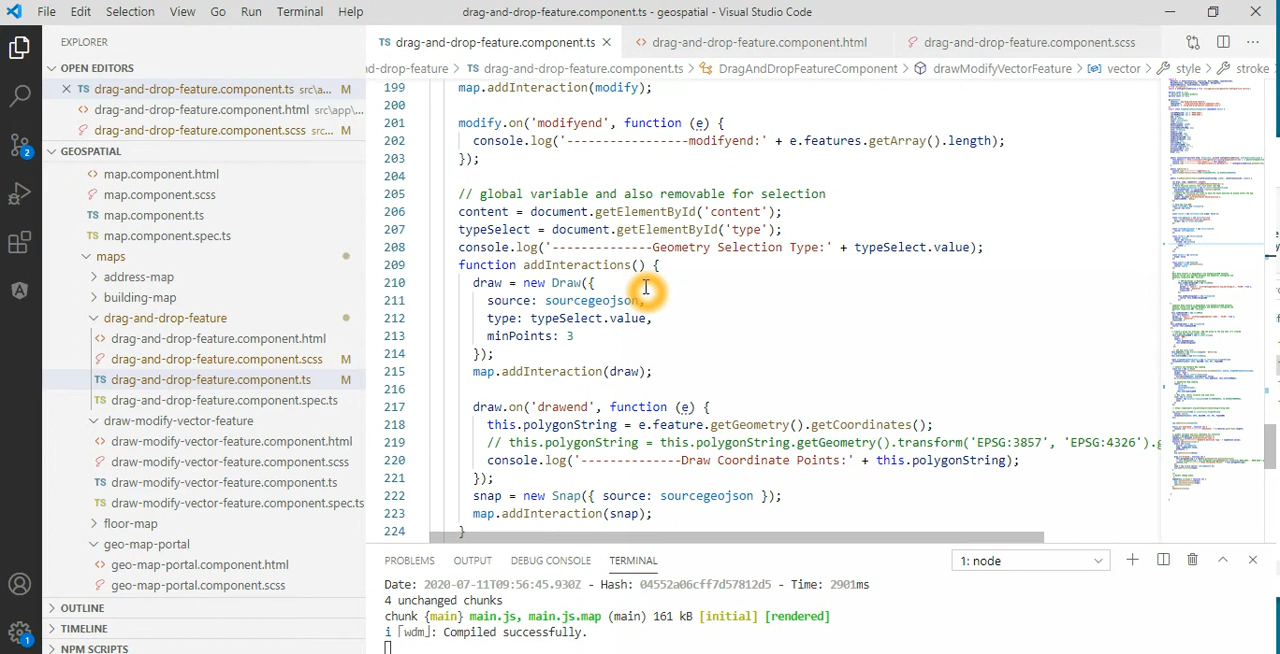 File Edit Selection View Go Run Terminal Help drag-and-drop-feature.component.ts - geospatial - Visual Studio Code
EXPLORER
OPEN EDITORS
TS drag-and-drop-feature.component.ts src\a... M
<> drag-and-drop-feature.component.html src\app\...
drag-and-drop-feature.component.scss src... M
GEOSPATIAL
map.component.html
map.component.scss
TS map.component.ts
TS map.component.spec.ts
maps
address-map
building-map
drag-and-drop-feature
<> drag-and-drop-feature.component.html
drag-and-drop-feature.component.scss M
TS drag-and-drop-feature.component.ts M
TS drag-and-drop-feature.component.spec.ts
draw-modify-vector-feature
<> draw-modify-vector-feature.component.html
draw-modify-vector-feature.component.scss
TS draw-modify-vector-feature.component.ts
TS draw-modify-vector-feature.component.spec.ts
floor-map
geo-map-portal
<> geo-map-portal.component.html
geo-map-portal.component.scss
OUTLINE
TIMELINE
NPM SCRIPTS
2
1
TS drag-and-drop-feature.component.ts
<> drag-and-drop-feature.component.html
drag-and-drop-feature.component.scss
nd-drop-feature > TS drag-and-drop-feature.component.ts > DragAndDropFeatureComponent > drawModifyVectorFeature > vector > style > stroke
199 map.addInteraction(modify);
200
201 modify.on('modifyend', function (e) {
202 console.log('-----------------modifyend:' + e.features.getArray().length);
203 });
204
205 // global variable and also removable for selection
206 content = document.getElementById('content');
207 typeSelect = document.getElementById('type');
208 console.log('-------------Geometry Selection Type:' + typeSelect.value);
209 function addInteractions() {
210 draw = new Draw({
211 source: sourcegeojson,
212 type: typeSelect.value,
213 minPoints: 3
214 });
215 map.addInteraction(draw);
216
217 draw.on('drawend', function (e) {
218 this.polygonString = e.feature.getGeometry().getCoordinates();
219 // this.polygonString = this.polygonString.getGeometry().transform('EPSG:3857', 'EPSG:4326').g
220 console.log('-------------Draw Coordinate Points:' + this.polygonString);
221 });
222 snap = new Snap({ source: sourcegeojson });
223 map.addInteraction(snap);
224 }
PROBLEMS OUTPUT DEBUG CONSOLE TERMINAL 1: node
Date: 2020-07-11T09:56:45.930Z - Hash: 04552a06cff7d57812d5 - Time: 2901ms
4 unchanged chunks
chunk {main} main.js, main.js.map (main) 161 kB [initial] [rendered]
i ｢wdm｣: Compiled successfully.